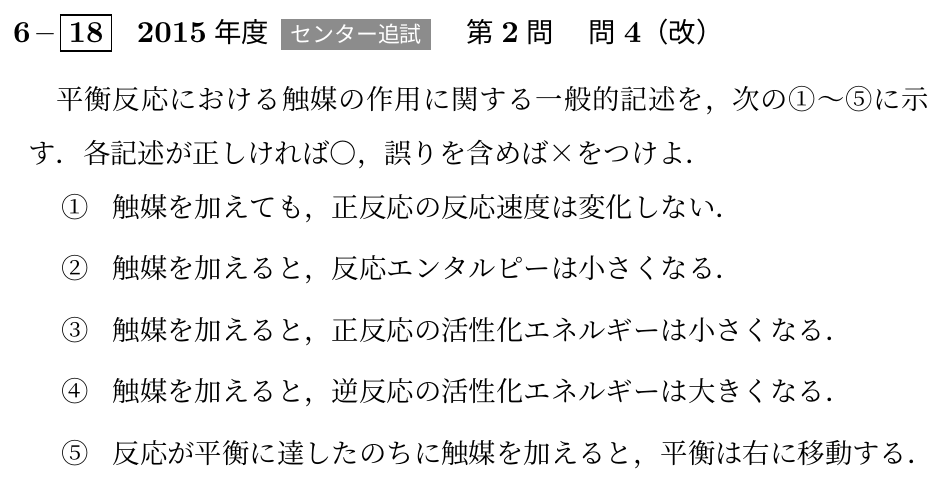 6－18 2015 年度 センター追試 第 2 問 問 4（改）
平衡反応における触媒の作用に関する一般的記述を，次の①～⑤に示
す．各記述が正しければ〇，誤りを含めば×をつけよ．
① 触媒を加えても，正反応の反応速度は変化しない．
② 触媒を加えると，反応エンタルピーは小さくなる．
③ 触媒を加えると，正反応の活性化エネルギーは小さくなる．
④ 触媒を加えると，逆反応の活性化エネルギーは大きくなる．
⑤ 反応が平衡に達したのちに触媒を加えると，平衡は右に移動する．